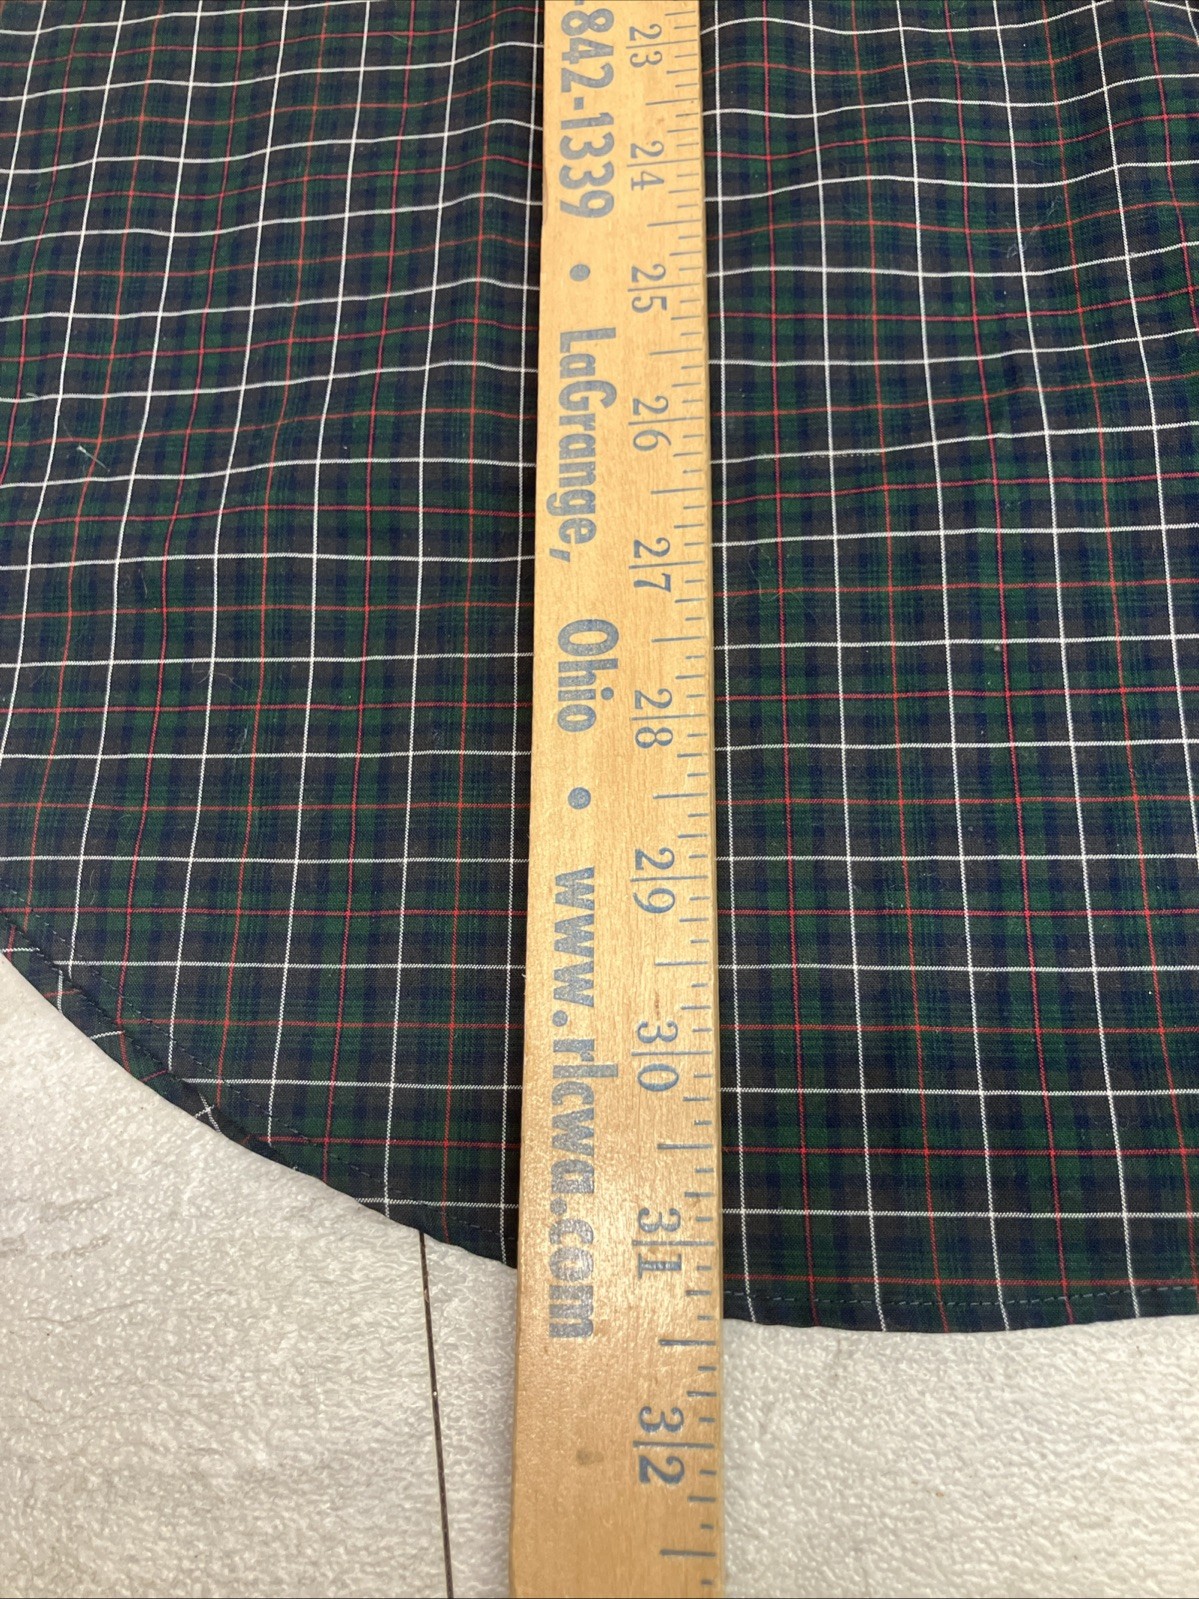 -842-1339 • LaGrange, Ohio • www.rlcwa.com
23 24 25 26 27 28 29 30 31 32